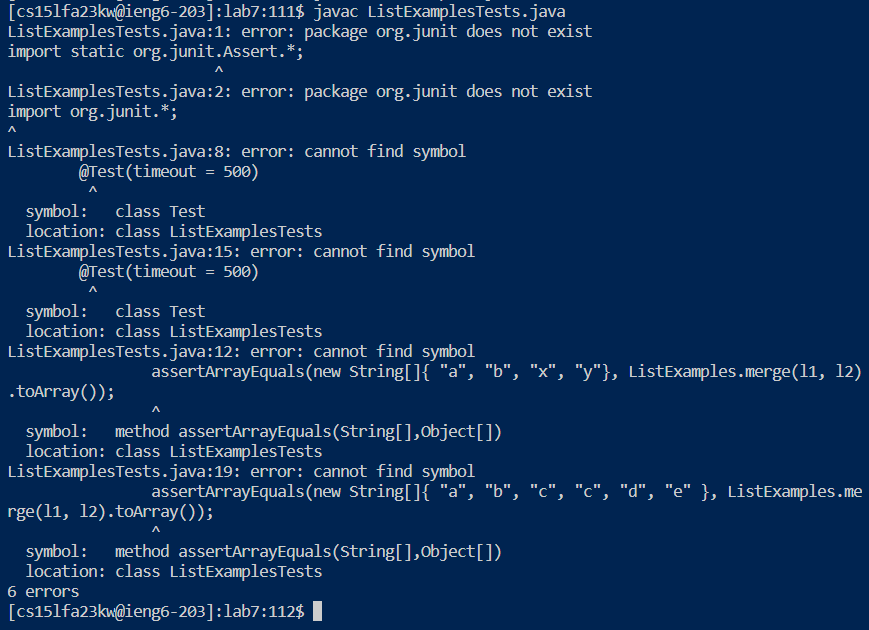 [cs15lfa23kw@ieng6-203]:lab7:111$ javac ListExamplesTests.java
ListExamplesTests.java:1: error: package org.junit does not exist
import static org.junit.Assert.*;
                       ^
ListExamplesTests.java:2: error: package org.junit does not exist
import org.junit.*;
^
ListExamplesTests.java:8: error: cannot find symbol
        @Test(timeout = 500)
         ^
  symbol:   class Test
  location: class ListExamplesTests
ListExamplesTests.java:15: error: cannot find symbol
        @Test(timeout = 500)
         ^
  symbol:   class Test
  location: class ListExamplesTests
ListExamplesTests.java:12: error: cannot find symbol
                assertArrayEquals(new String[]{ "a", "b", "x", "y"}, ListExamples.merge(l1, l2)
.toArray());
                ^
  symbol:   method assertArrayEquals(String[],Object[])
  location: class ListExamplesTests
ListExamplesTests.java:19: error: cannot find symbol
                assertArrayEquals(new String[]{ "a", "b", "c", "c", "d", "e" }, ListExamples.me
rge(l1, l2).toArray());
                ^
  symbol:   method assertArrayEquals(String[],Object[])
  location: class ListExamplesTests
6 errors
[cs15lfa23kw@ieng6-203]:lab7:112$